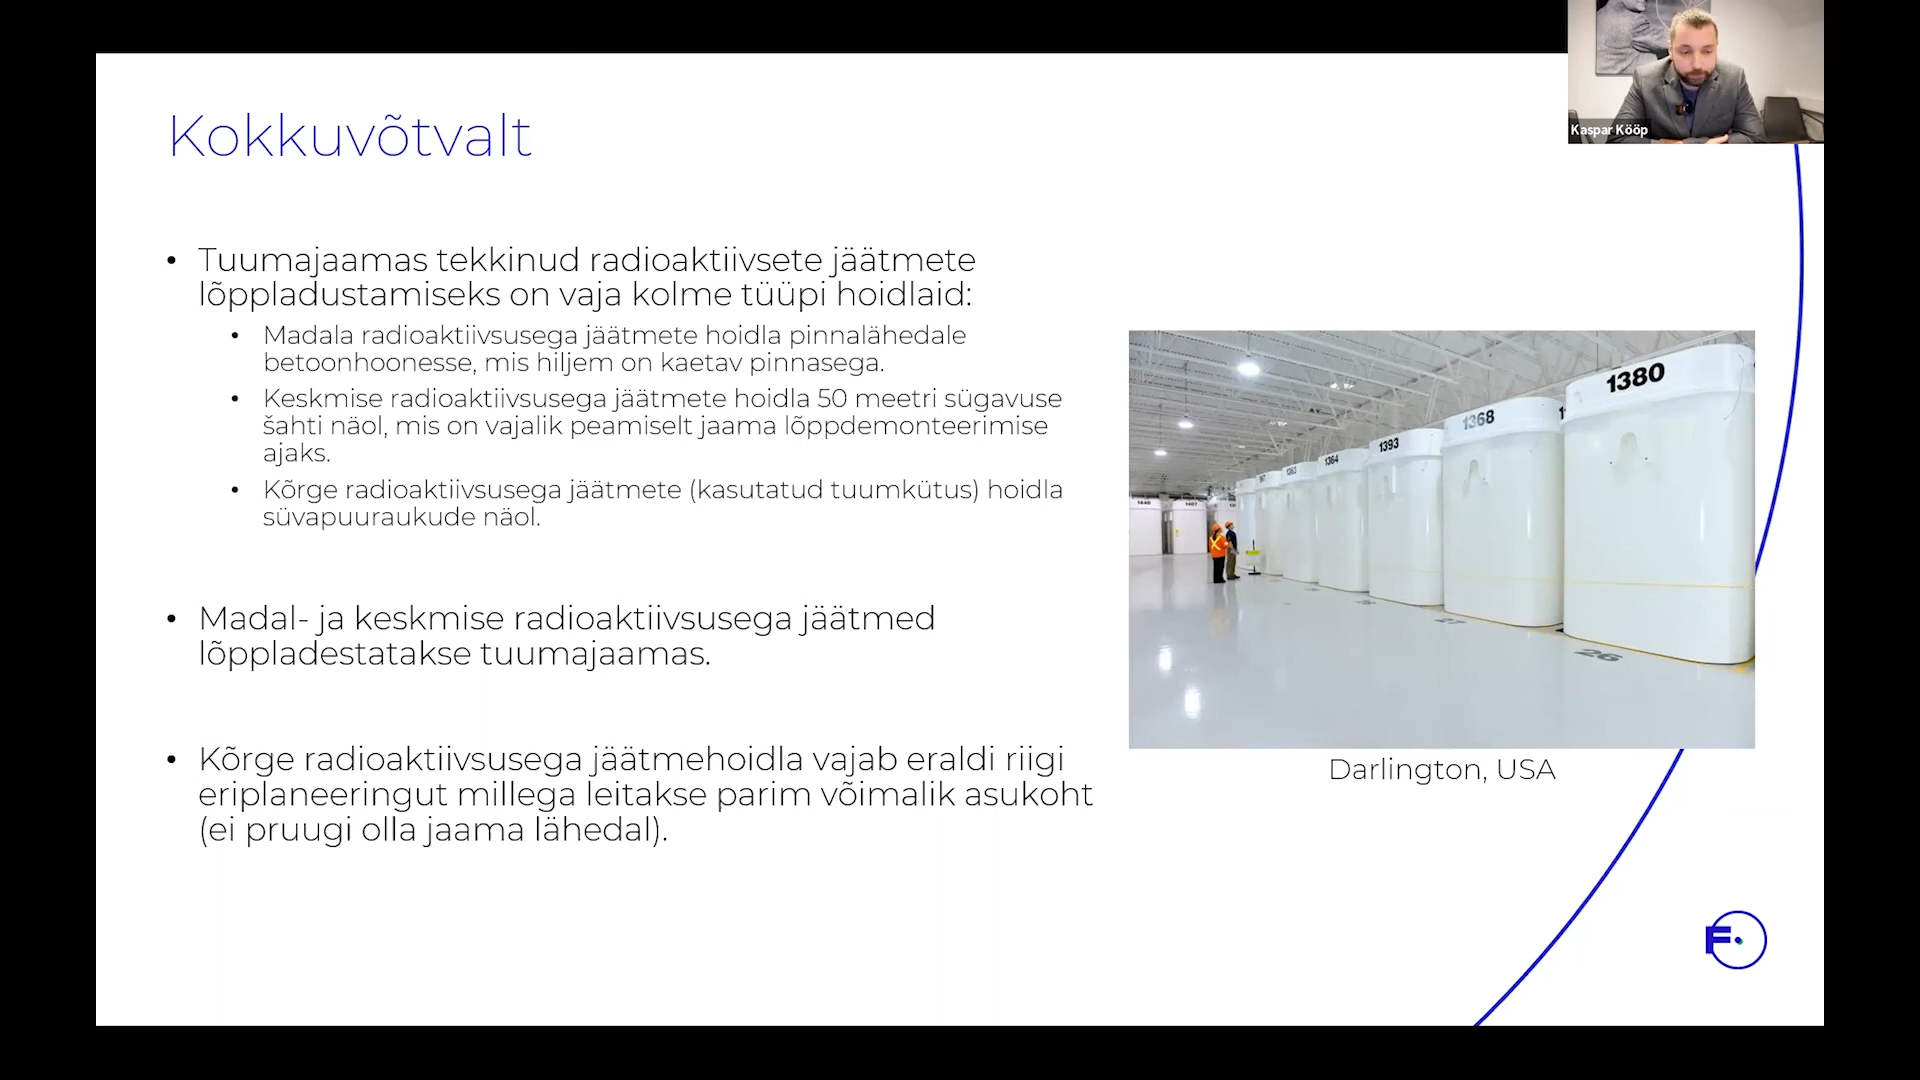 Kaspar Kööp
Kokkuvõtvalt
• Tuumajaamas tekkinud radioaktiivsete jäätmete
lõppladustamiseks on vaja kolme tüüpi hoidlaid:
• Madala radioaktiivsusega jäätmete hoidla pinnalähedale
betoonhoonesse, mis hiljem on kaetav pinnasega.
• Keskmise radioaktiivsusega jäätmete hoidla 50 meetri sügavuse
šahti näol, mis on vajalik peamiselt jaama lõppdemonteerimise
ajaks.
• Kõrge radioaktiivsusega jäätmete (kasutatud tuumkütus) hoidla
süvapuuraukude näol.
• Madal- ja keskmise radioaktiivsusega jäätmed
lõppladestatakse tuumajaamas.
• Kõrge radioaktiivsusega jäätmehoidla vajab eraldi riigi
eriplaneeringut millega leitakse parim võimalik asukoht
(ei pruugi olla jaama lähedal).
1363
1364
1393
1368
1380
27
26
Darlington, USA
F.